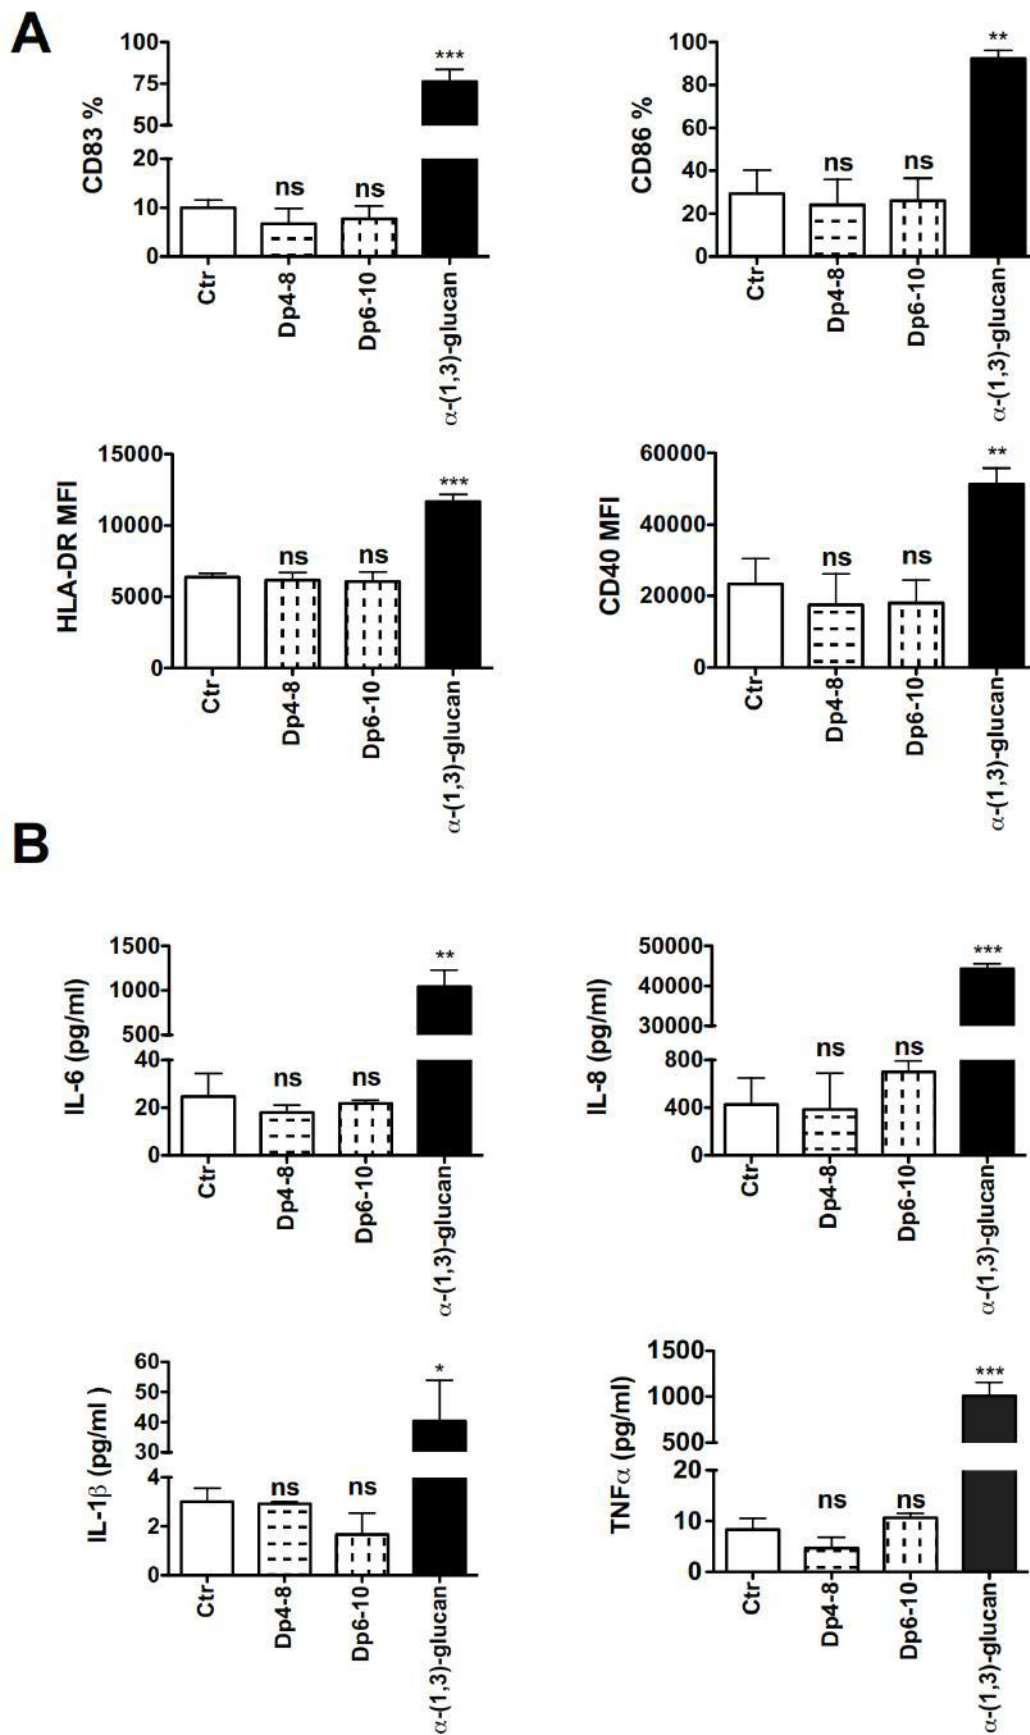 A
CD83 %
100
75
50
20
10
0
***
ns
ns
Ctr
Dp4-8
Dp6-10
α-(1,3)-glucan
CD86 %
100
80
60
40
20
0
**
ns
ns
Ctr
Dp4-8
Dp6-10
α-(1,3)-glucan
HLA-DR MFI
15000
10000
5000
0
***
ns
ns
Ctr
Dp4-8
Dp6-10
α-(1,3)-glucan
CD40 MFI
60000
40000
20000
0
**
ns
ns
Ctr
Dp4-8
Dp6-10
α-(1,3)-glucan
B
IL-6 (pg/ml)
1500
1000
500
40
20
0
**
ns
ns
Ctr
Dp4-8
Dp6-10
α-(1,3)-glucan
IL-8 (pg/ml)
50000
40000
30000
800
400
0
***
ns
ns
Ctr
Dp4-8
Dp6-10
α-(1,3)-glucan
IL-1β (pg/ml )
60
50
40
30
4
2
0
*
ns
ns
Ctr
Dp4-8
Dp6-10
α-(1,3)-glucan
TNFα (pg/ml)
1500
1000
500
20
10
0
***
ns
ns
Ctr
Dp4-8
Dp6-10
α-(1,3)-glucan